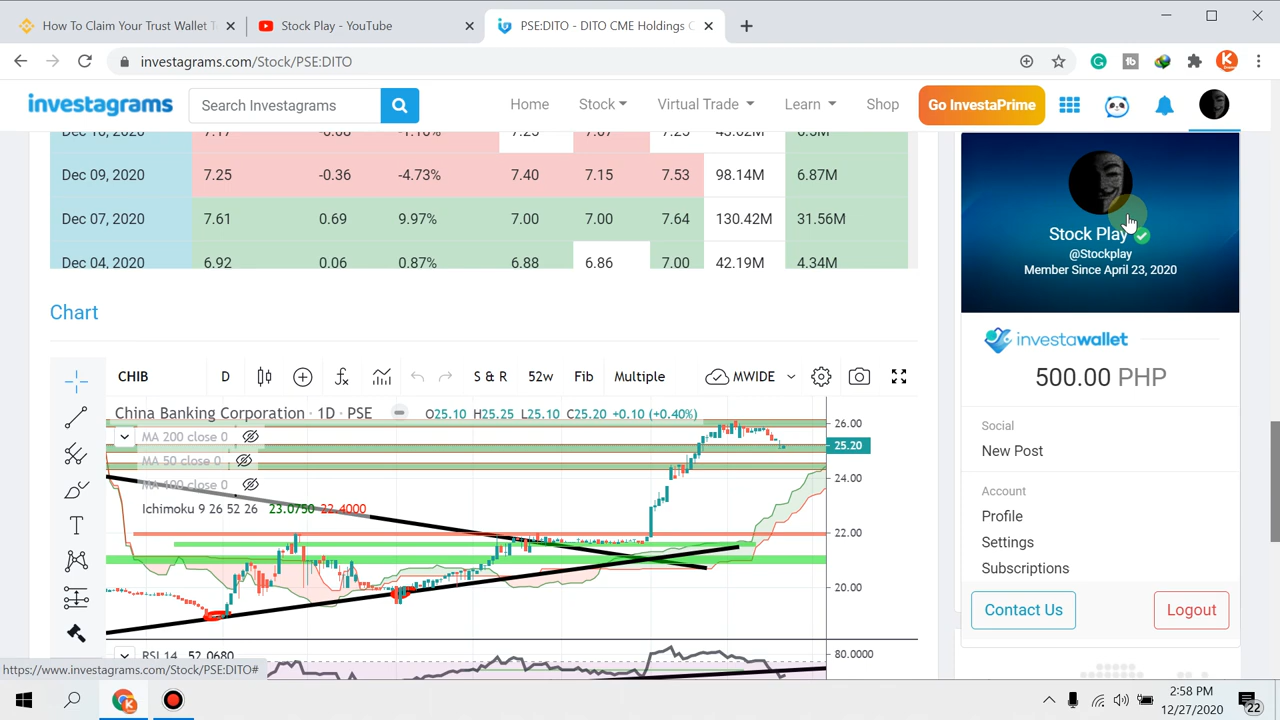 How To Claim Your Trust Wallet T
Stock Play - YouTube
PSE:DITO - DITO CME Holdings C
investagrams.com/Stock/PSE:DITO
investagrams
Search Investagrams
Home
Stock
Virtual Trade
Learn
Shop
Go InvestaPrime
Dec 09, 2020 7.25 -0.36 -4.73% 7.40 7.15 7.53 98.14M 6.87M
Dec 07, 2020 7.61 0.69 9.97% 7.00 7.00 7.64 130.42M 31.56M
Dec 04, 2020 6.92 0.06 0.87% 6.88 6.86 7.00 42.19M 4.34M
Chart
CHIB D S & R 52w Fib Multiple MWIDE
China Banking Corporation · 1D · PSE O25.10 H25.25 L25.10 C25.20 +0.10 (+0.40%)
MA 200 close 0
MA 50 close 0
MA 100 close 0
Ichimoku 9 26 52 26 23.0750 22.4000
26.00
25.20
24.00
22.00
20.00
RSI 14 52.0680
80.0000
Stock Play
@Stockplay
Member Since April 23, 2020
investawallet
500.00 PHP
Social
New Post
Account
Profile
Settings
Subscriptions
Contact Us
Logout
https://www.investagrams.com/Stock/PSE:DITO#
2:58 PM
12/27/2020
22